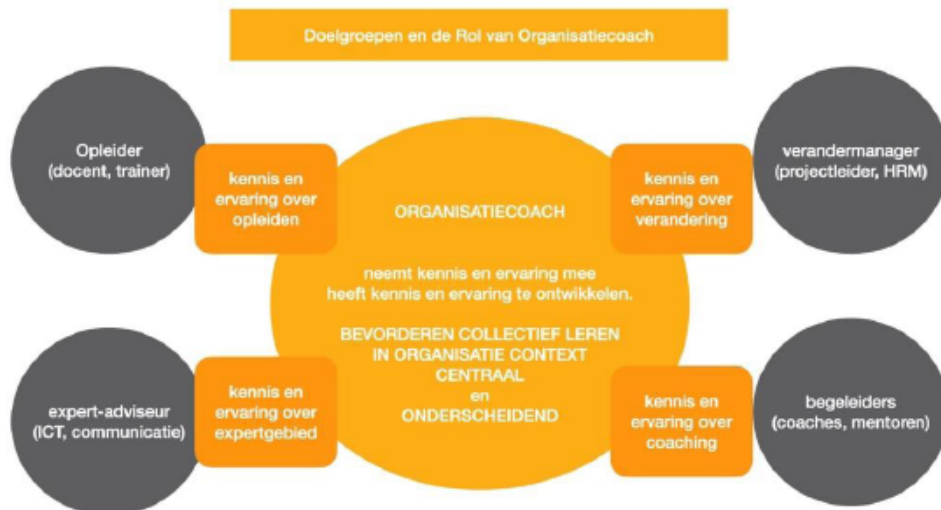 Doelgroepen en de Rol van Organisatiecoach
Opleider
(docent, trainer)
kennis en
ervaring over
opleiden
verandermanager
(projectleider, HRM)
kennis en
ervaring over
verandering
ORGANISATIECOACH
neemt kennis en ervaring mee
heeft kennis en ervaring te ontwikkelen.
BEVORDEREN COLLECTIEF LEREN
IN ORGANISATIE CONTEXT
CENTRAAL
en
ONDERSCHEIDEND
expert-adviseur
(ICT, communicatie)
kennis en
ervaring over
expertgebied
begeleiders
(coaches, mentoren)
kennis en
ervaring over
coaching